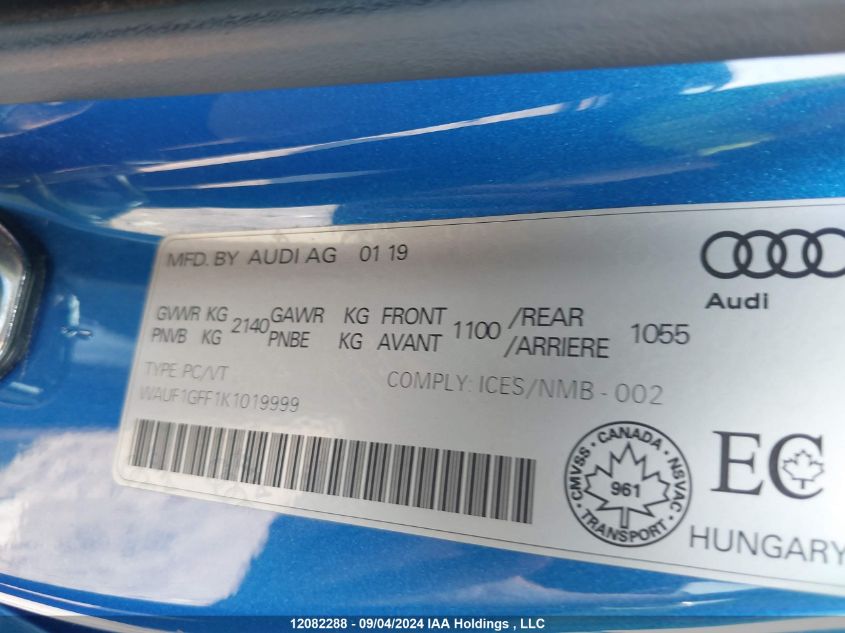 MFD. BY AUDI AG 01 19
Audi
GVWR KG 2140 GAWR KG FRONT 1100 /REAR 1055
PNVB KG PNBE KG AVANT /ARRIERE
TYPE PC/VT
COMPLY: ICES/NMB - 002
WAUF1GFF1K1019999
CANADA
CMVSS NSVAC
961
TRANSPORT
EC
HUNGARY
12082288 - 09/04/2024 IAA Holdings , LLC